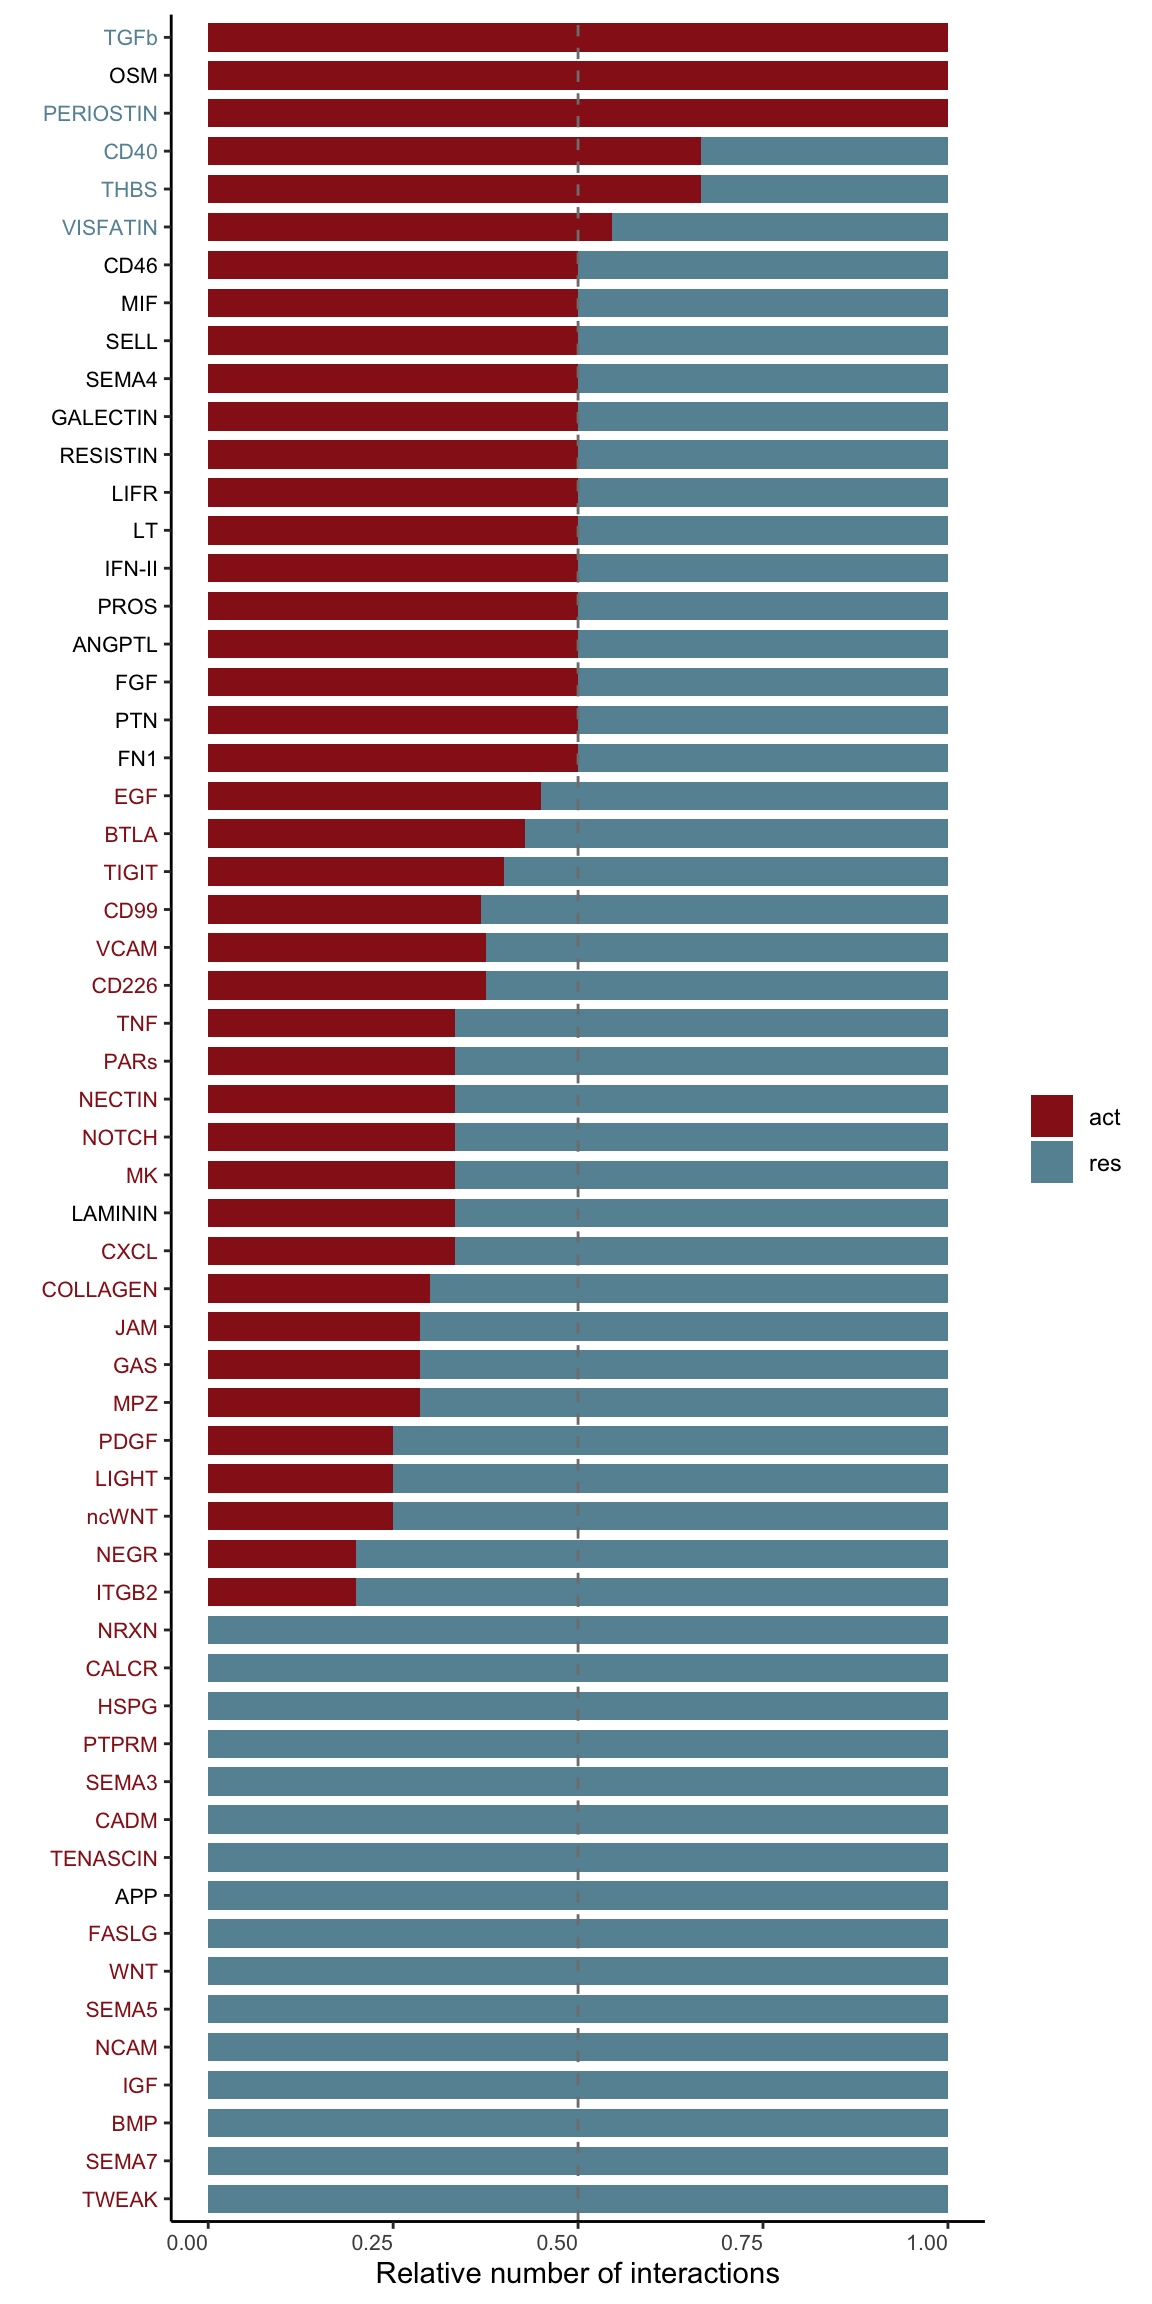 TGFb
OSM
PERIOSTIN
CD40
THBS
VISFATIN
CD46
MIF
SELL
SEMA4
GALECTIN
RESISTIN
LIFR
LT
IFN-II
PROS
ANGPTL
FGF
PTN
FN1
EGF
BTLA
TIGIT
CD99
VCAM
CD226
TNF
PARs
NECTIN
NOTCH
MK
LAMININ
CXCL
COLLAGEN
JAM
GAS
MPZ
PDGF
LIGHT
ncWNT
NEGR
ITGB2
NRXN
CALCR
HSPG
PTPRM
SEMA3
CADM
TENASCIN
APP
FASLG
WNT
SEMA5
NCAM
IGF
BMP
SEMA7
TWEAK
0.00 0.25 0.50 0.75 1.00
Relative number of interactions
act
res